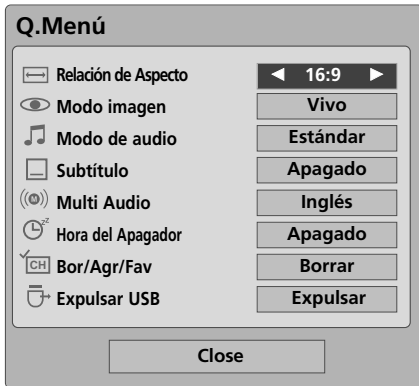 Q.Menú
Relación de Aspecto ◄ 16:9 ►
Modo imagen Vivo
Modo de audio Estándar
Subtítulo Apagado
Multi Audio Inglés
Hora del Apagador Apagado
CH Bor/Agr/Fav Borrar
Expulsar USB Expulsar
Close